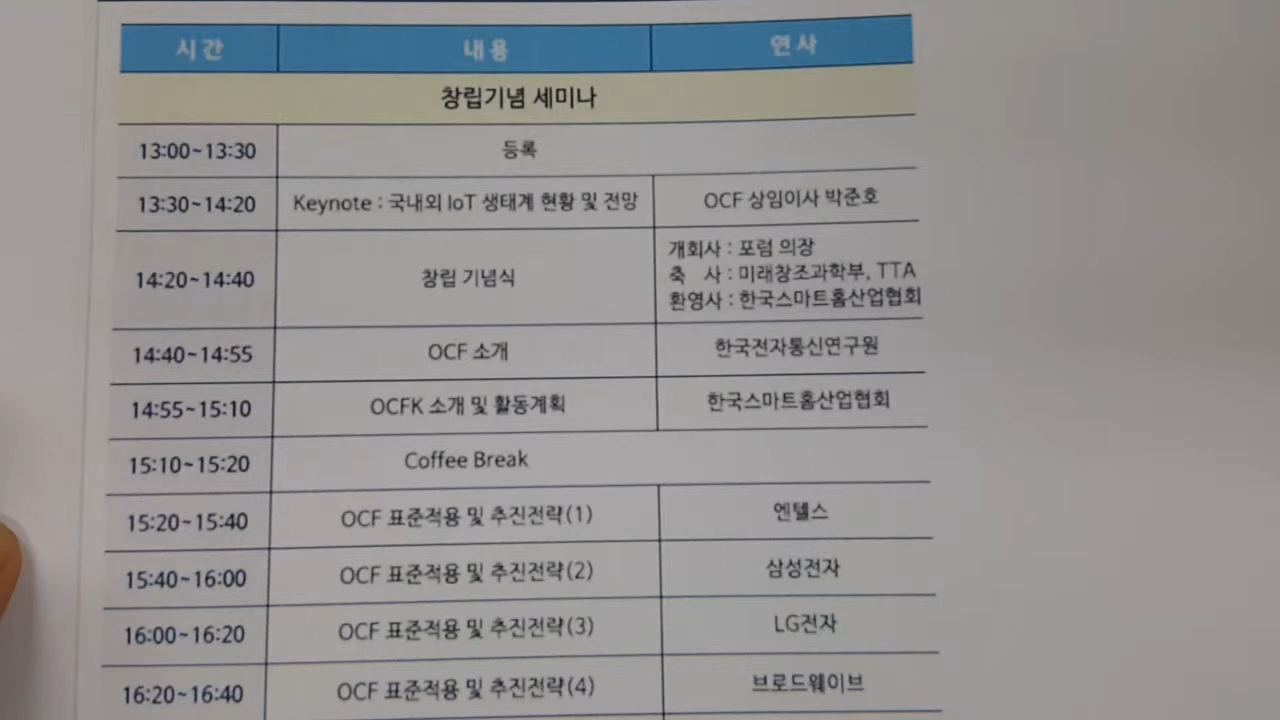 시간 내용 연사
창립기념 세미나
13:00~13:30 등록
13:30~14:20 Keynote : 국내외 IoT 생태계 현황 및 전망 OCF 상임이사 박준호
14:20~14:40 창립 기념식 개회사 : 포럼 의장
축 사 : 미래창조과학부, TTA
환영사 : 한국스마트홈산업협회
14:40~14:55 OCF 소개 한국전자통신연구원
14:55~15:10 OCFK 소개 및 활동계획 한국스마트홈산업협회
15:10~15:20 Coffee Break
15:20~15:40 OCF 표준적용 및 추진전략(1) 엔텔스
15:40~16:00 OCF 표준적용 및 추진전략(2) 삼성전자
16:00~16:20 OCF 표준적용 및 추진전략(3) LG전자
16:20~16:40 OCF 표준적용 및 추진전략(4) 브로드웨이브